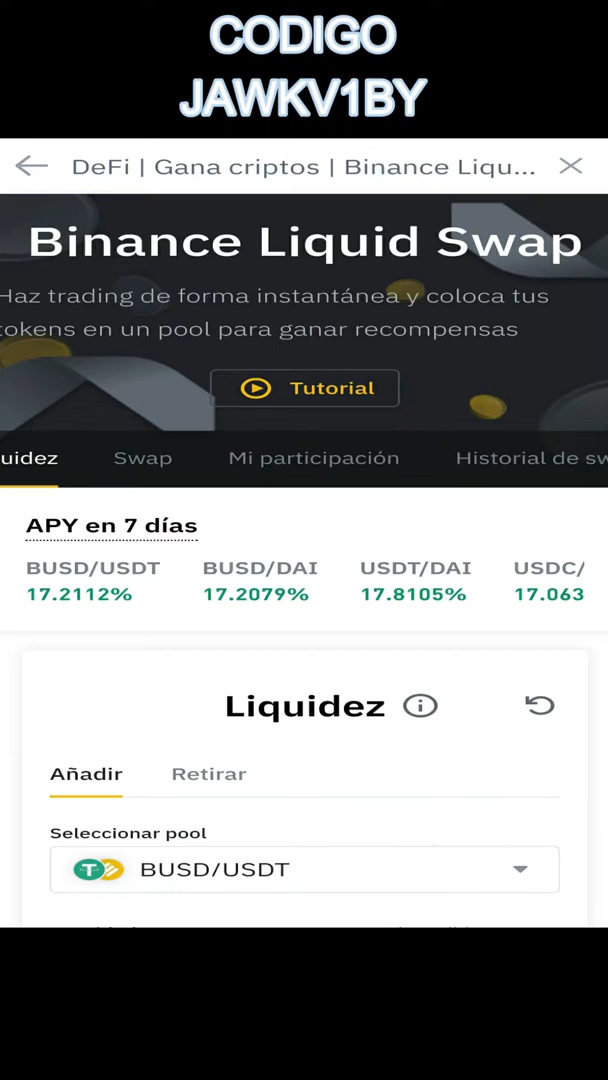 CODIGO
JAWKV1BY
DeFi | Gana criptos | Binance Liqu...
Binance Liquid Swap
Haz trading de forma instantánea y coloca tus
tokens en un pool para ganar recompensas
Tutorial
uidez Swap Mi participación Historial de sw
APY en 7 días
BUSD/USDT BUSD/DAI USDT/DAI USDC/
17.2112% 17.2079% 17.8105% 17.063
Liquidez
Añadir Retirar
Seleccionar pool
BUSD/USDT